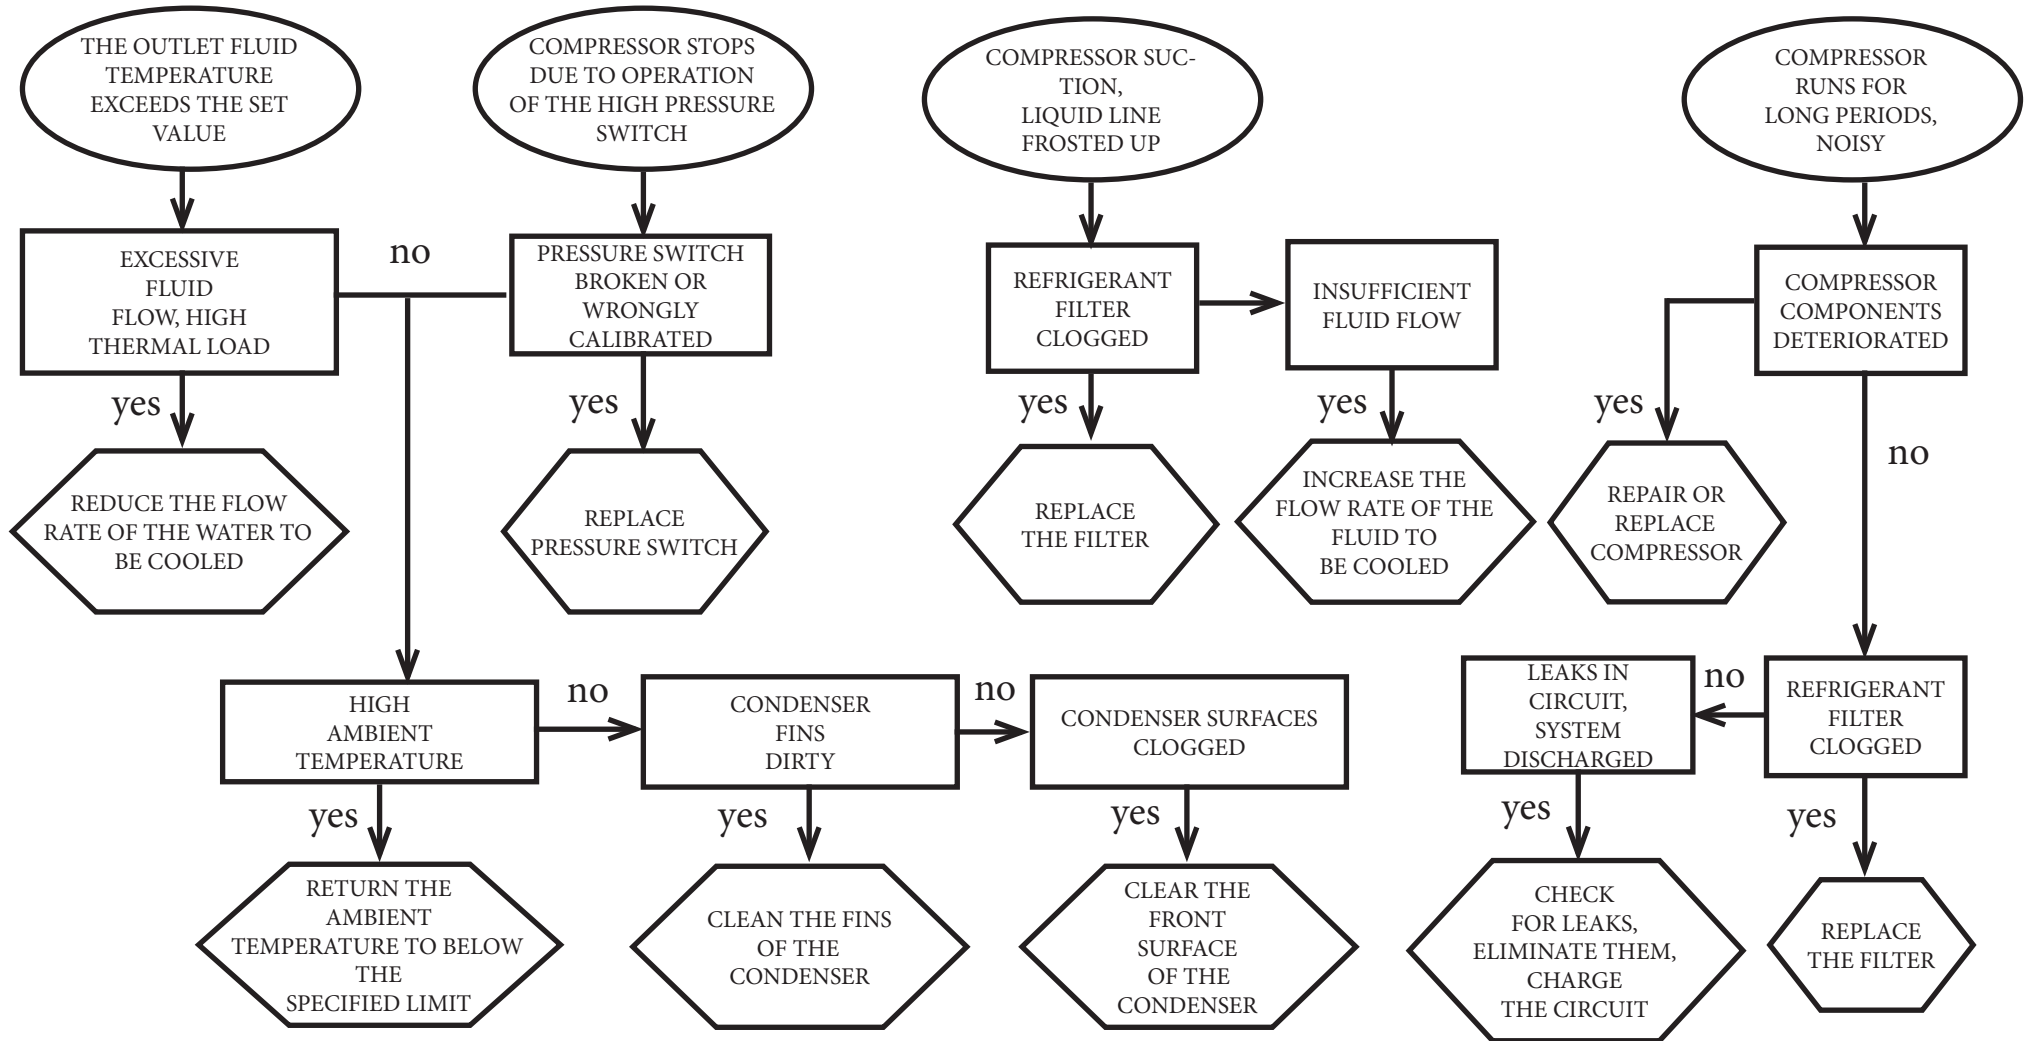 THE OUTLET FLUID
TEMPERATURE
EXCEEDS THE SET
VALUE
COMPRESSOR STOPS
DUE TO OPERATION
OF THE HIGH PRESSURE
SWITCH
COMPRESSOR SUC-
TION,
LIQUID LINE
FROSTED UP
COMPRESSOR
RUNS FOR
LONG PERIODS,
NOISY
EXCESSIVE
FLUID
FLOW, HIGH
THERMAL LOAD
no
PRESSURE SWITCH
BROKEN OR
WRONGLY
CALIBRATED
REFRIGERANT
FILTER
CLOGGED
INSUFFICIENT
FLUID FLOW
COMPRESSOR
COMPONENTS
DETERIORATED
yes
yes
yes
yes
yes
no
REDUCE THE FLOW
RATE OF THE WATER TO
BE COOLED
REPLACE
PRESSURE SWITCH
REPLACE
THE FILTER
INCREASE THE
FLOW RATE OF THE
FLUID TO
BE COOLED
REPAIR OR
REPLACE
COMPRESSOR
HIGH
AMBIENT
TEMPERATURE
no
CONDENSER
FINS
DIRTY
no
CONDENSER SURFACES
CLOGGED
LEAKS IN
CIRCUIT,
SYSTEM
DISCHARGED
no
REFRIGERANT
FILTER
CLOGGED
yes
yes
yes
yes
yes
RETURN THE
AMBIENT
TEMPERATURE TO BELOW
THE
SPECIFIED LIMIT
CLEAN THE FINS
OF THE
CONDENSER
CLEAR THE
FRONT
SURFACE
OF THE
CONDENSER
CHECK
FOR LEAKS,
ELIMINATE THEM,
CHARGE
THE CIRCUIT
REPLACE
THE FILTER